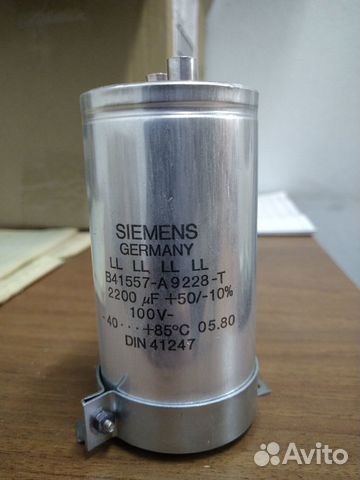 SIEMENS
GERMANY
LL LL LL LL
B41557-A9228-T
2200 µF +50/-10%
100V-
-40···+85°C 05.80
DIN 41247
Avito